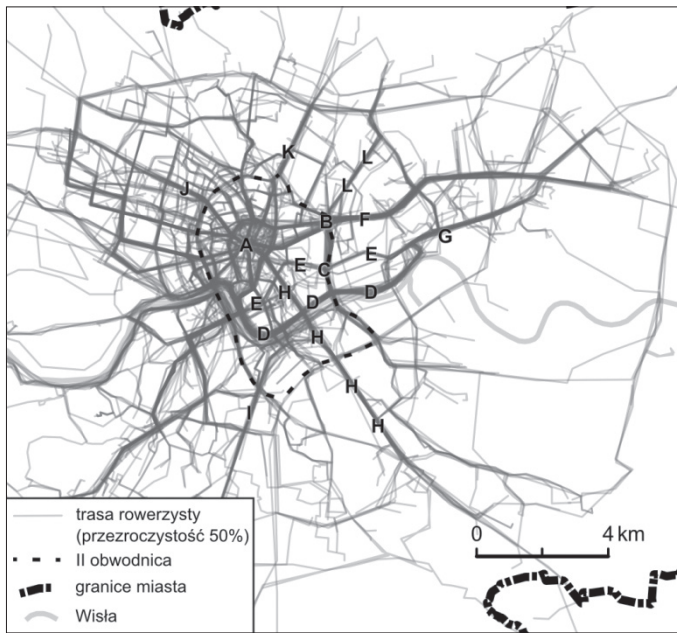 K
L
J
L
B
F
A
G
E
C
E
H
E
D
D
D
H
H
I
H
trasa rowerzysty
(przezroczystość 50%)
II obwodnica
granice miasta
Wisła
0
4 km